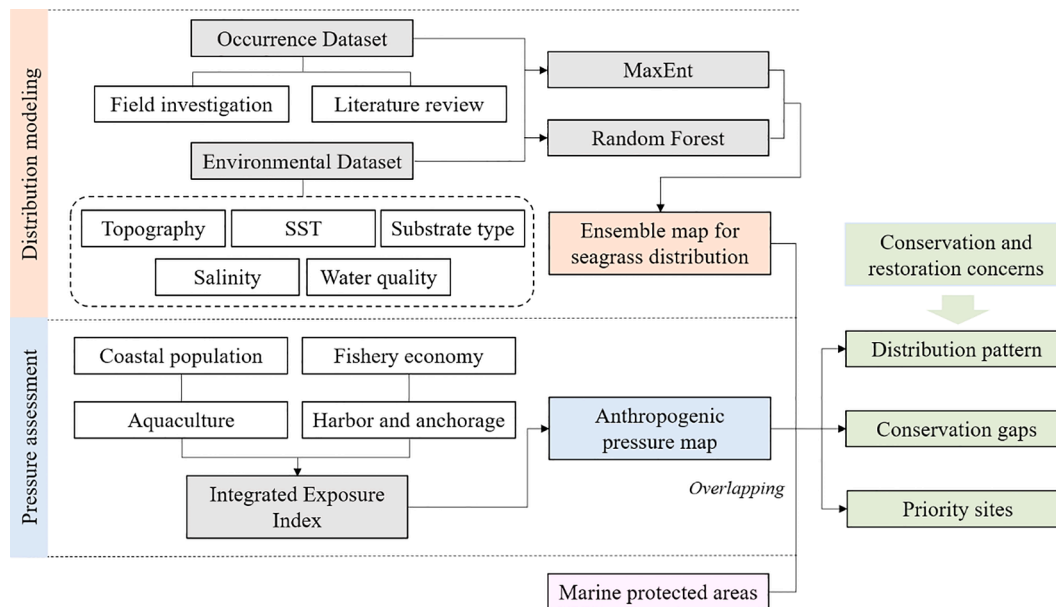 Distribution modeling
Occurrence Dataset
Field investigation
Literature review
Environmental Dataset
Topography
SST
Substrate type
Salinity
Water quality
MaxEnt
Random Forest
Ensemble map for
seagrass distribution
Pressure assessment
Coastal population
Fishery economy
Aquaculture
Harbor and anchorage
Integrated Exposure
Index
Anthropogenic
pressure map
Overlapping
Marine protected areas
Conservation and
restoration concerns
Distribution pattern
Conservation gaps
Priority sites